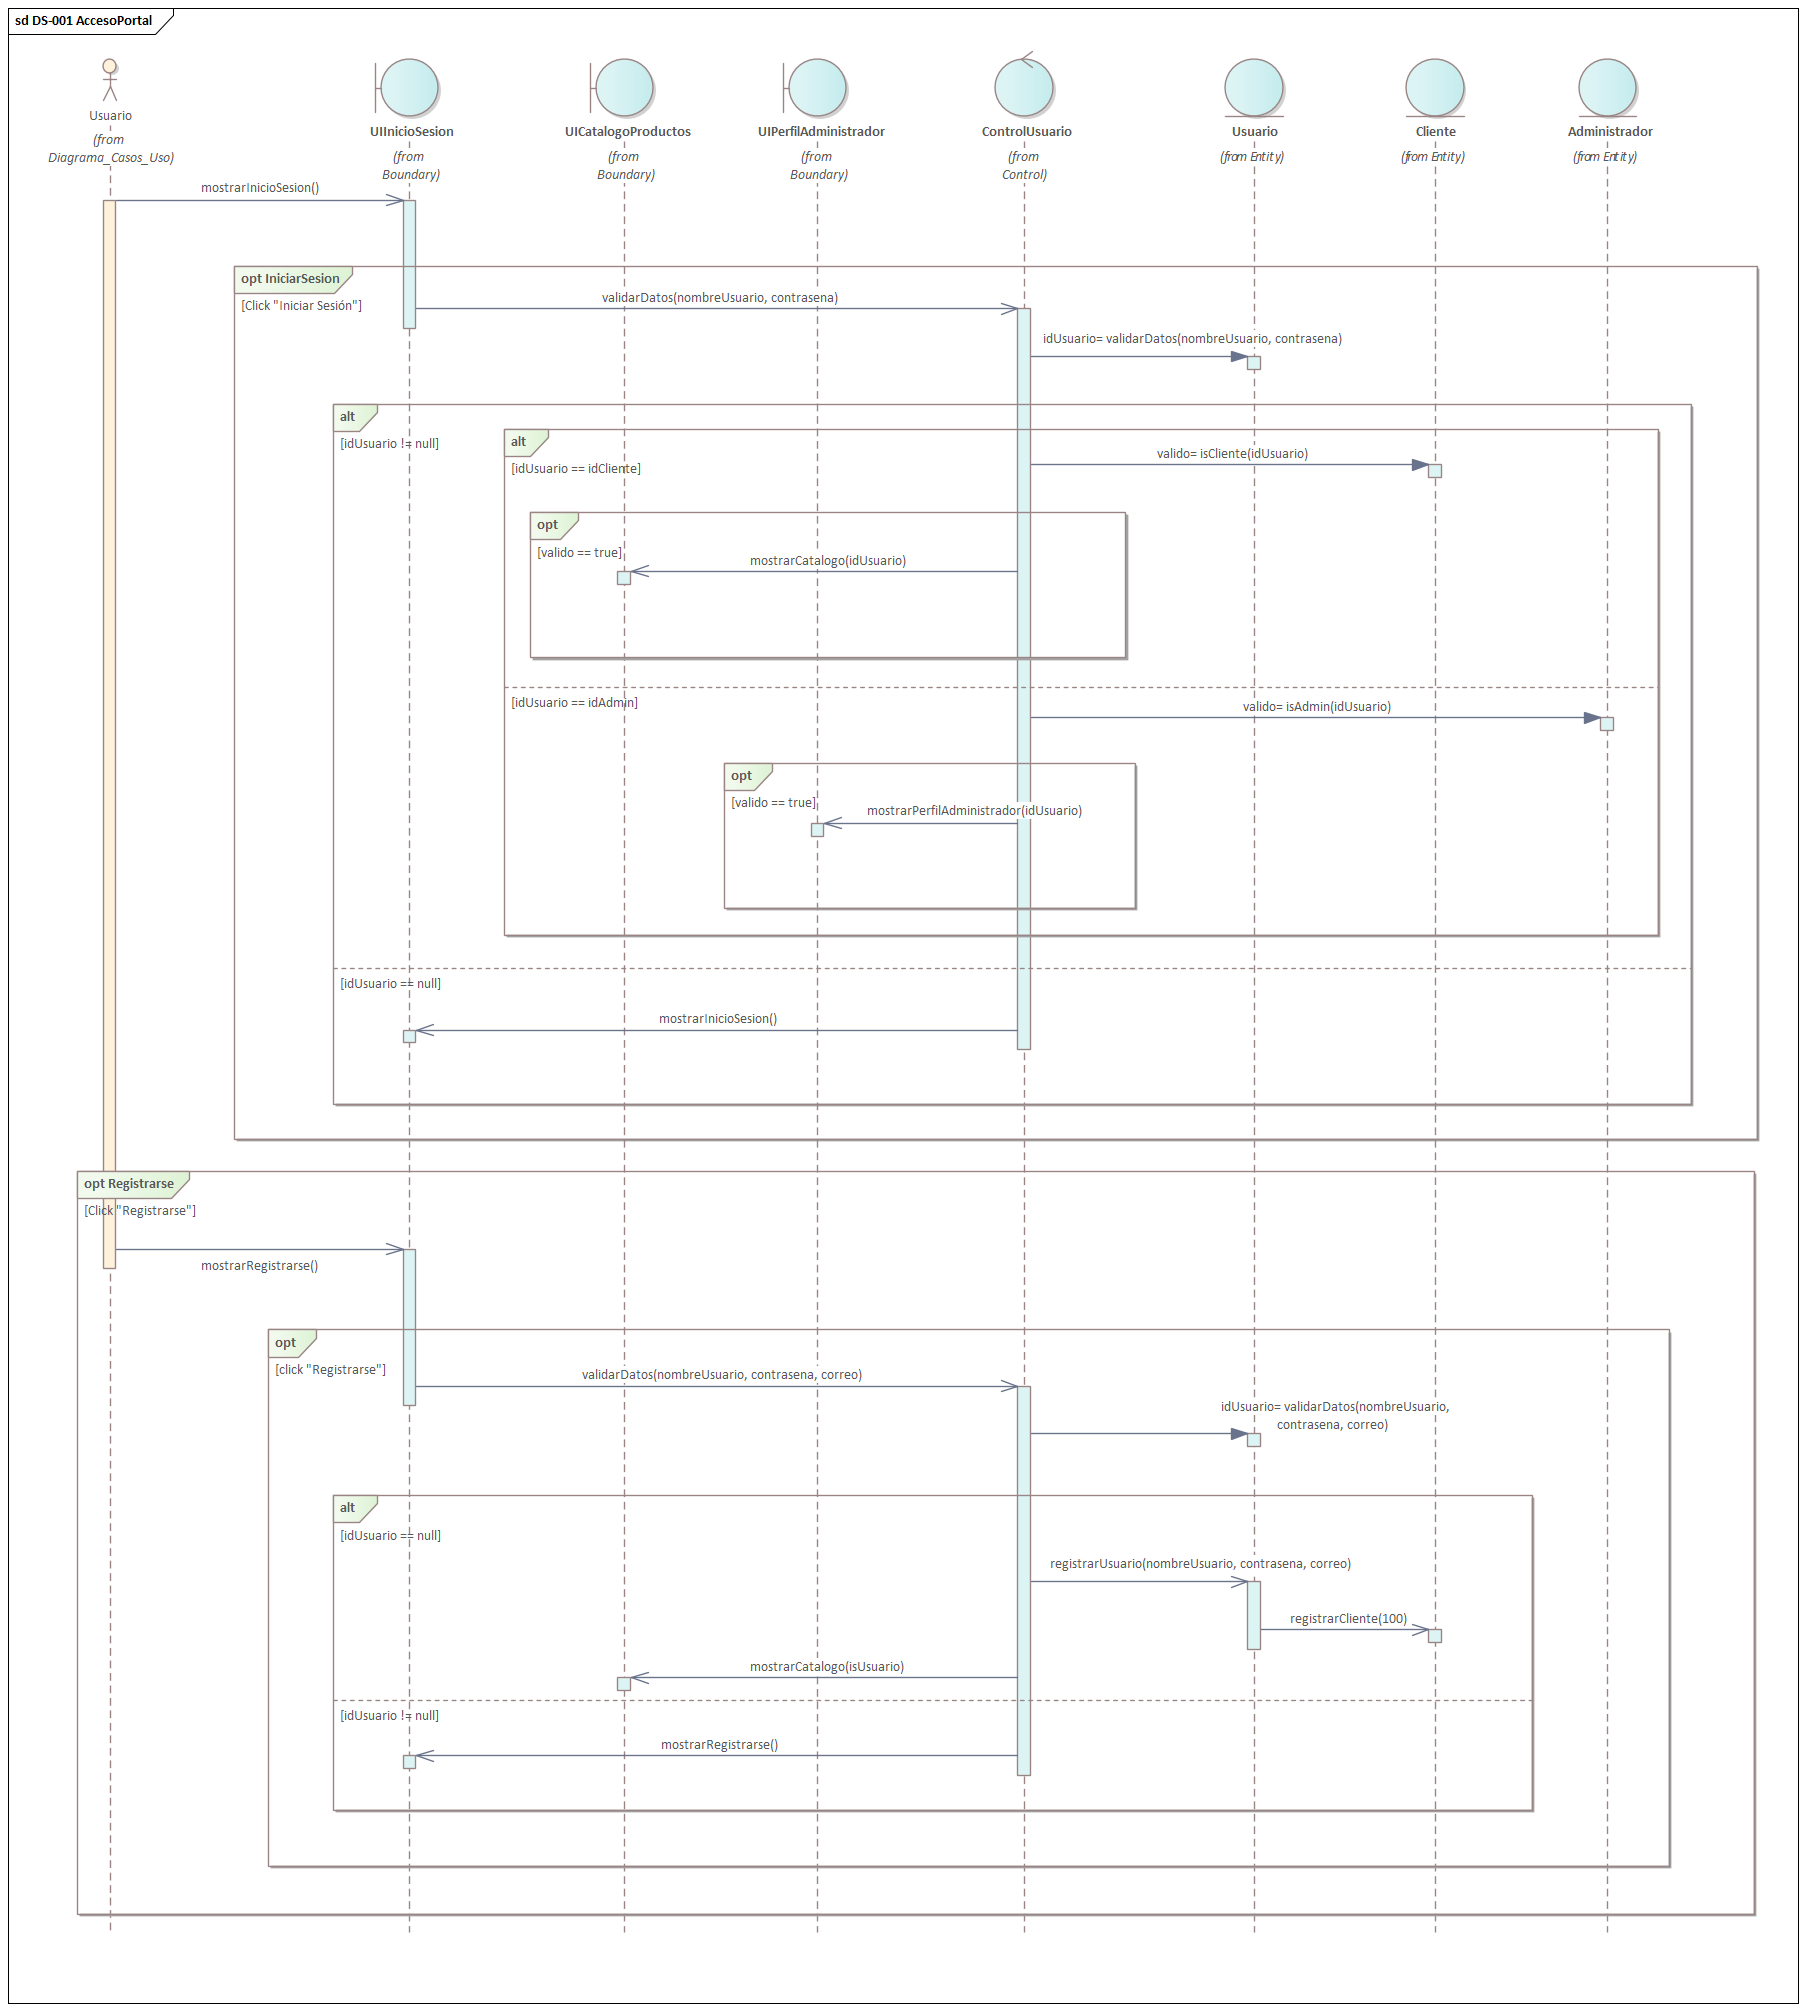 sd DS-001 AccesoPortal
Usuario
(from
Diagrama_Casos_Uso)
UIInicioSesion
(from
Boundary)
UICatalogoProductos
(from
Boundary)
UIPerfilAdministrador
(from
Boundary)
ControlUsuario
(from
Control)
Usuario
(from Entity)
Cliente
(from Entity)
Administrador
(from Entity)
mostrarInicioSesion()
opt IniciarSesion
[Click "Iniciar Sesión"]
validarDatos(nombreUsuario, contrasena)
idUsuario= validarDatos(nombreUsuario, contrasena)
alt
[idUsuario != null]
alt
[idUsuario == idCliente]
valido= isCliente(idUsuario)
opt
[valido == true]
mostrarCatalogo(idUsuario)
[idUsuario == idAdmin]
valido= isAdmin(idUsuario)
opt
[valido == true]
mostrarPerfilAdministrador(idUsuario)
[idUsuario == null]
mostrarInicioSesion()
opt Registrarse
[Click "Registrarse"]
mostrarRegistrarse()
opt
[click "Registrarse"]
validarDatos(nombreUsuario, contrasena, correo)
idUsuario= validarDatos(nombreUsuario,
contrasena, correo)
alt
[idUsuario == null]
registrarUsuario(nombreUsuario, contrasena, correo)
registrarCliente(100)
mostrarCatalogo(isUsuario)
[idUsuario != null]
mostrarRegistrarse()